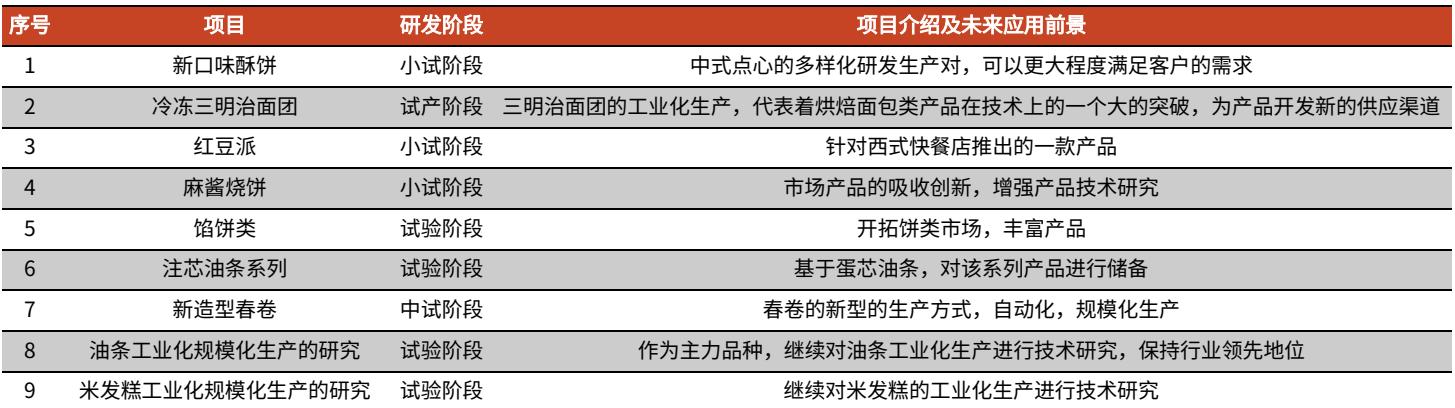 序号 项目 研发阶段 项目介绍及未来应用前景
1 新口味酥饼 小试阶段 中式点心的多样化研发生产对，可以更大程度满足客户的需求
2 冷冻三明治面团 试产阶段 三明治面团的工业化生产，代表着烘焙面包类产品在技术上的一个大的突破，为产品开发新的供应渠道
3 红豆派 小试阶段 针对西式快餐店推出的一款产品
4 麻酱烧饼 小试阶段 市场产品的吸收创新，增强产品技术研究
5 馅饼类 试验阶段 开拓饼类市场，丰富产品
6 注芯油条系列 试验阶段 基于蛋芯油条，对该系列产品进行储备
7 新造型春卷 中试阶段 春卷的新型的生产方式，自动化，规模化生产
8 油条工业化规模化生产的研究 试验阶段 作为主力品种，继续对油条工业化生产进行技术研究，保持行业领先地位
9 米发糕工业化规模化生产的研究 试验阶段 继续对米发糕的工业化生产进行技术研究